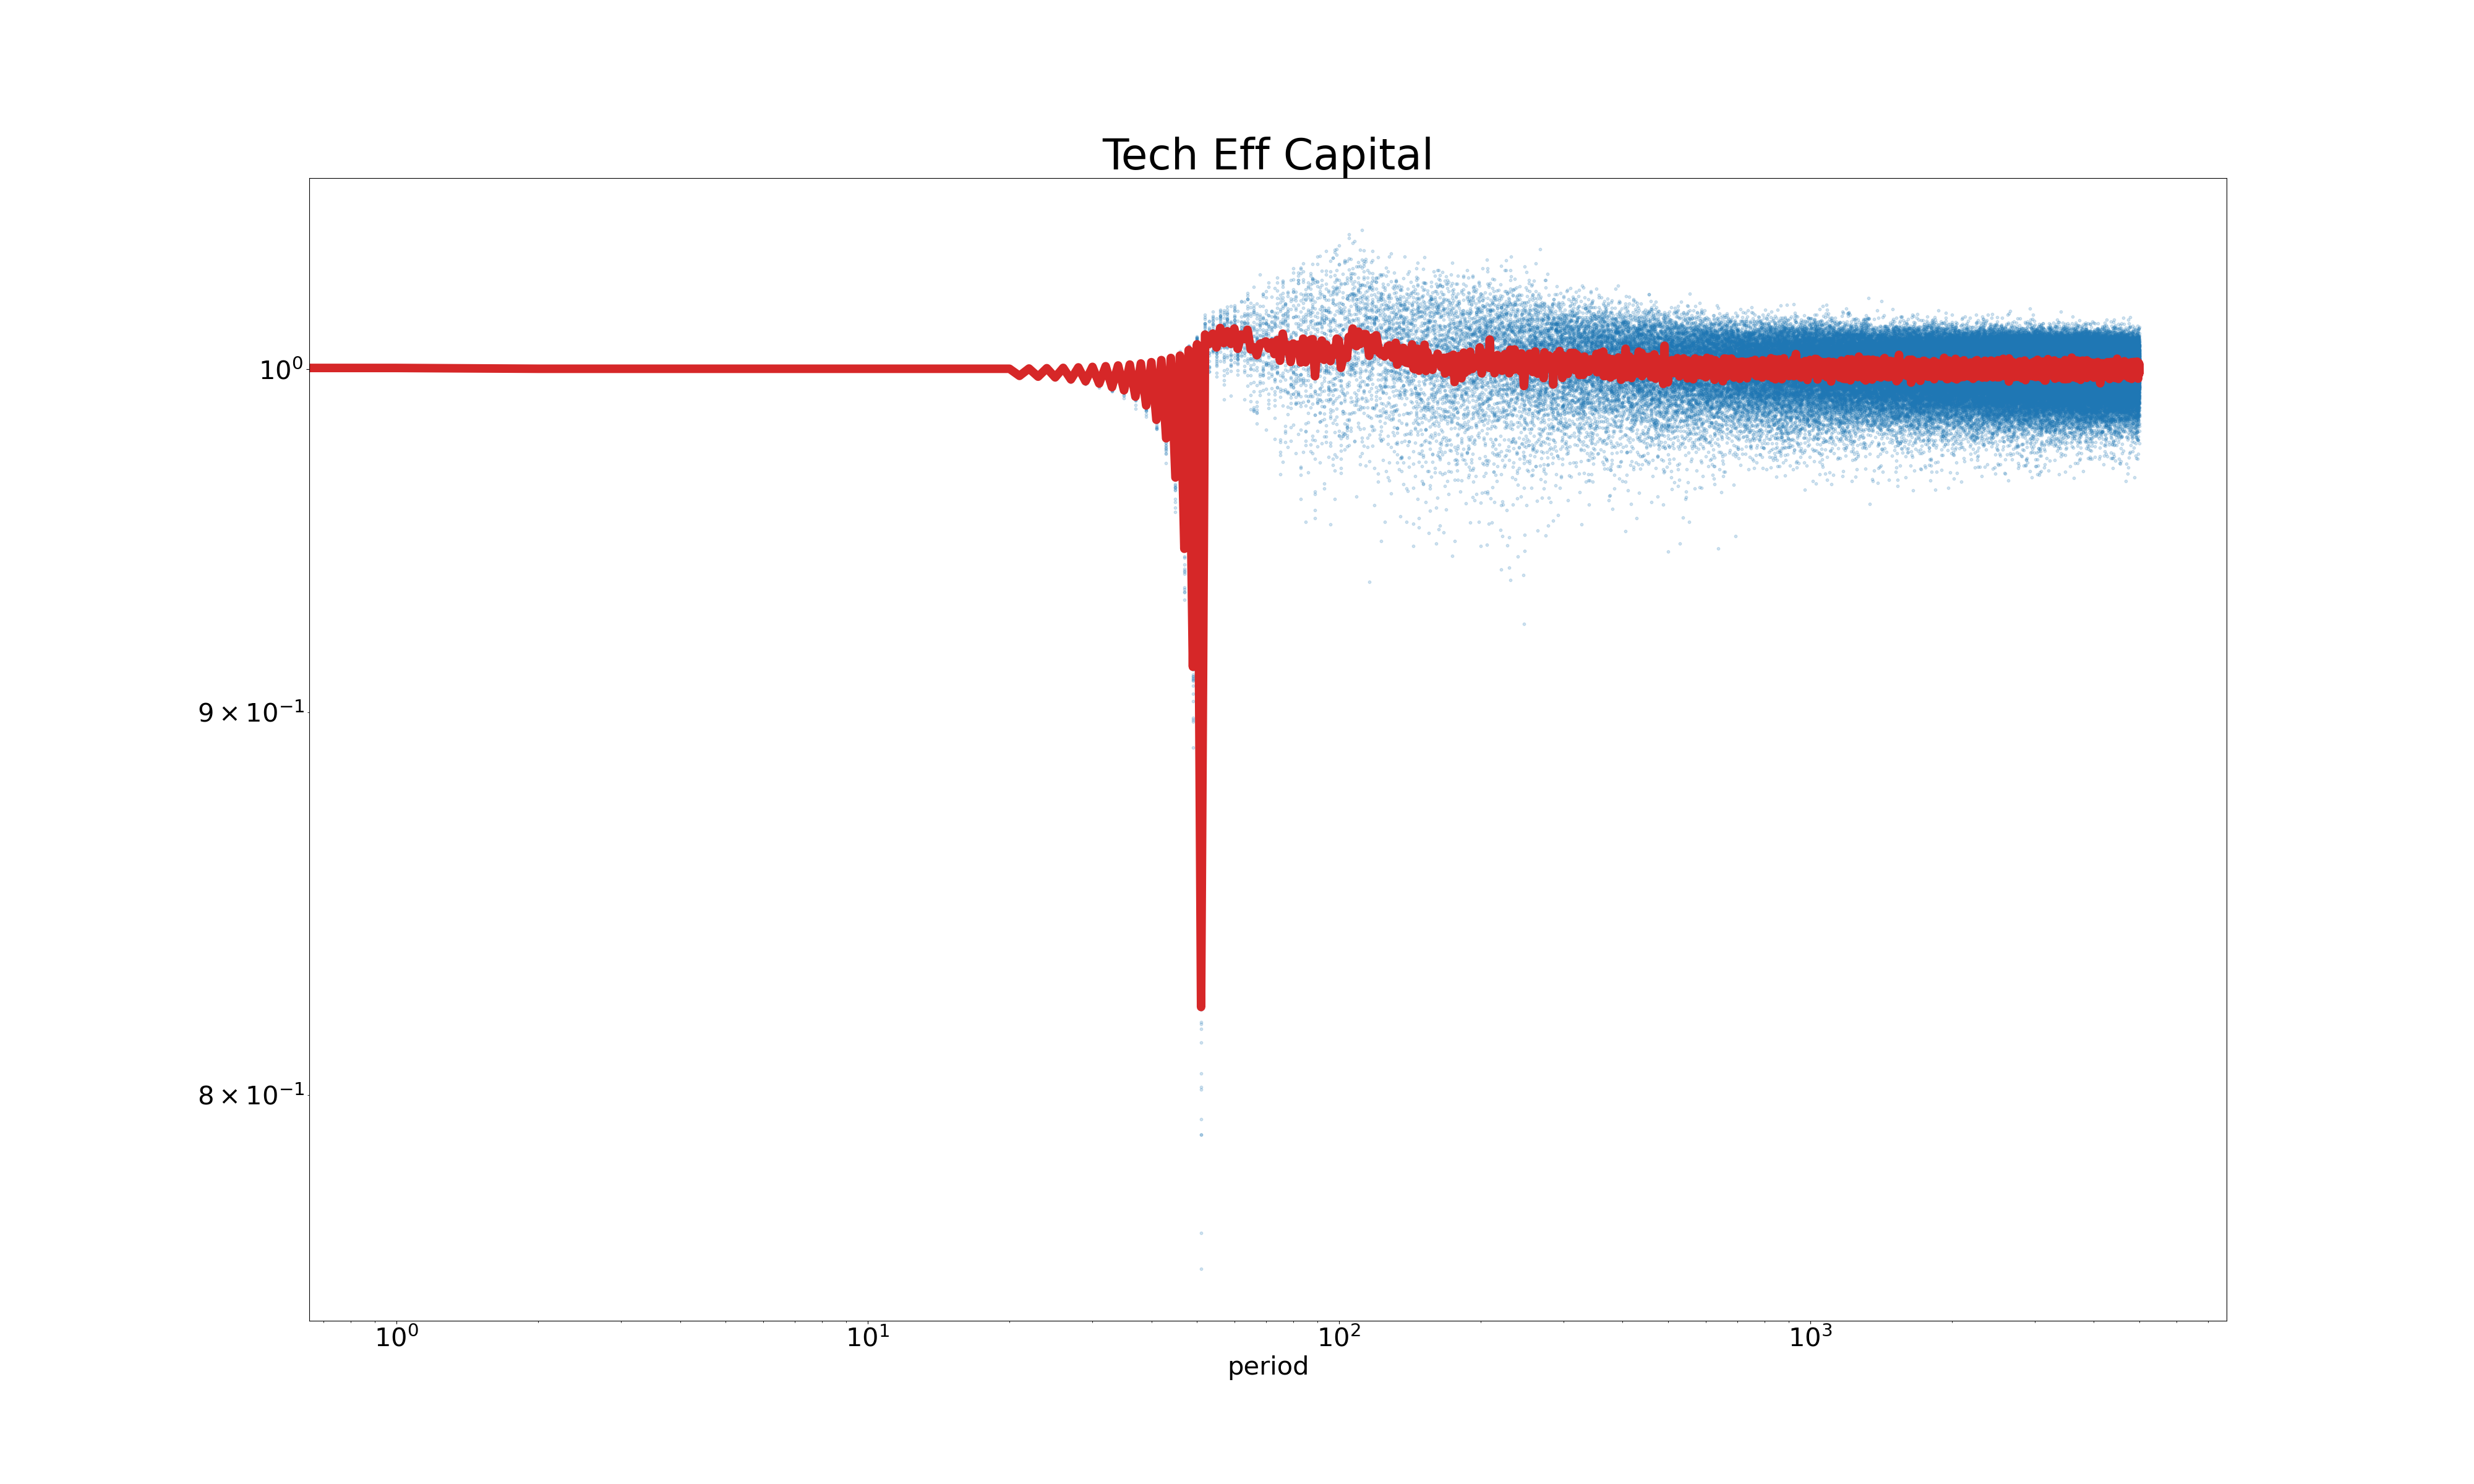 Tech Eff Capital
10⁰
9 × 10⁻¹
8 × 10⁻¹
10⁰ 10¹ 10² 10³
period